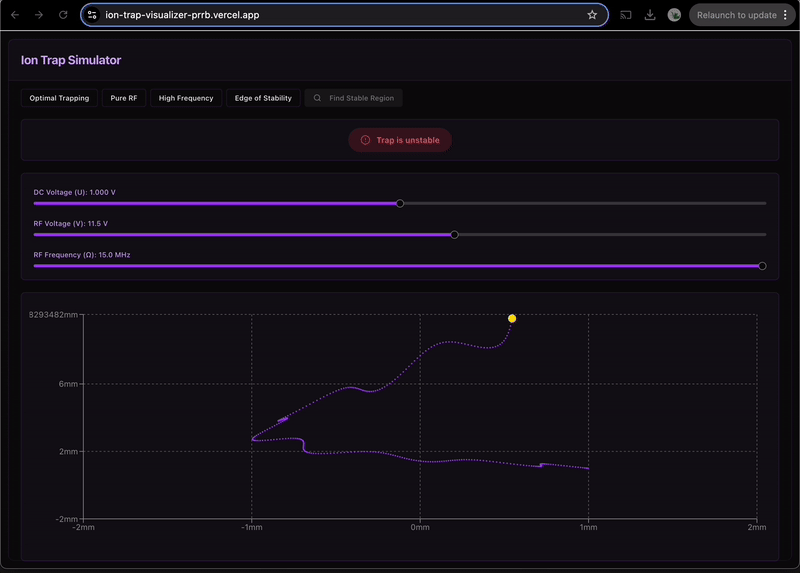 ion-trap-visualizer-prrb.vercel.app
Relaunch to update
Ion Trap Simulator
Optimal Trapping
Pure RF
High Frequency
Edge of Stability
Find Stable Region
Trap is unstable
DC Voltage (U): 1.000 V
RF Voltage (V): 11.5 V
RF Frequency (Ω): 15.0 MHz
8293482mm
6mm
2mm
-2mm
-2mm
-1mm
0mm
1mm
2mm